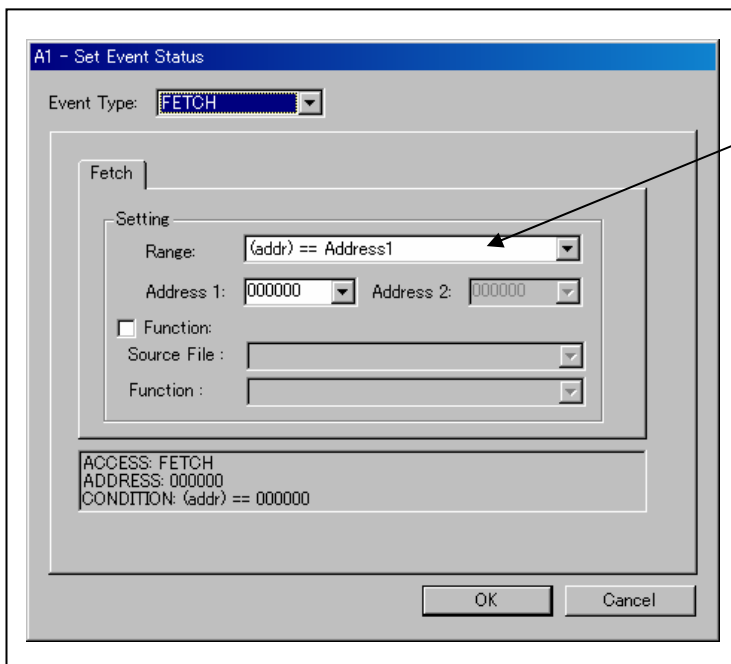 A1 - Set Event Status
Event Type: FETCH
Fetch
Setting
Range: (addr) == Address1
Address 1: 000000 Address 2: 000000
Function:
Source File :
Function :
ACCESS: FETCH
ADDRESS: 000000
CONDITION: (addr) == 000000
OK Cancel